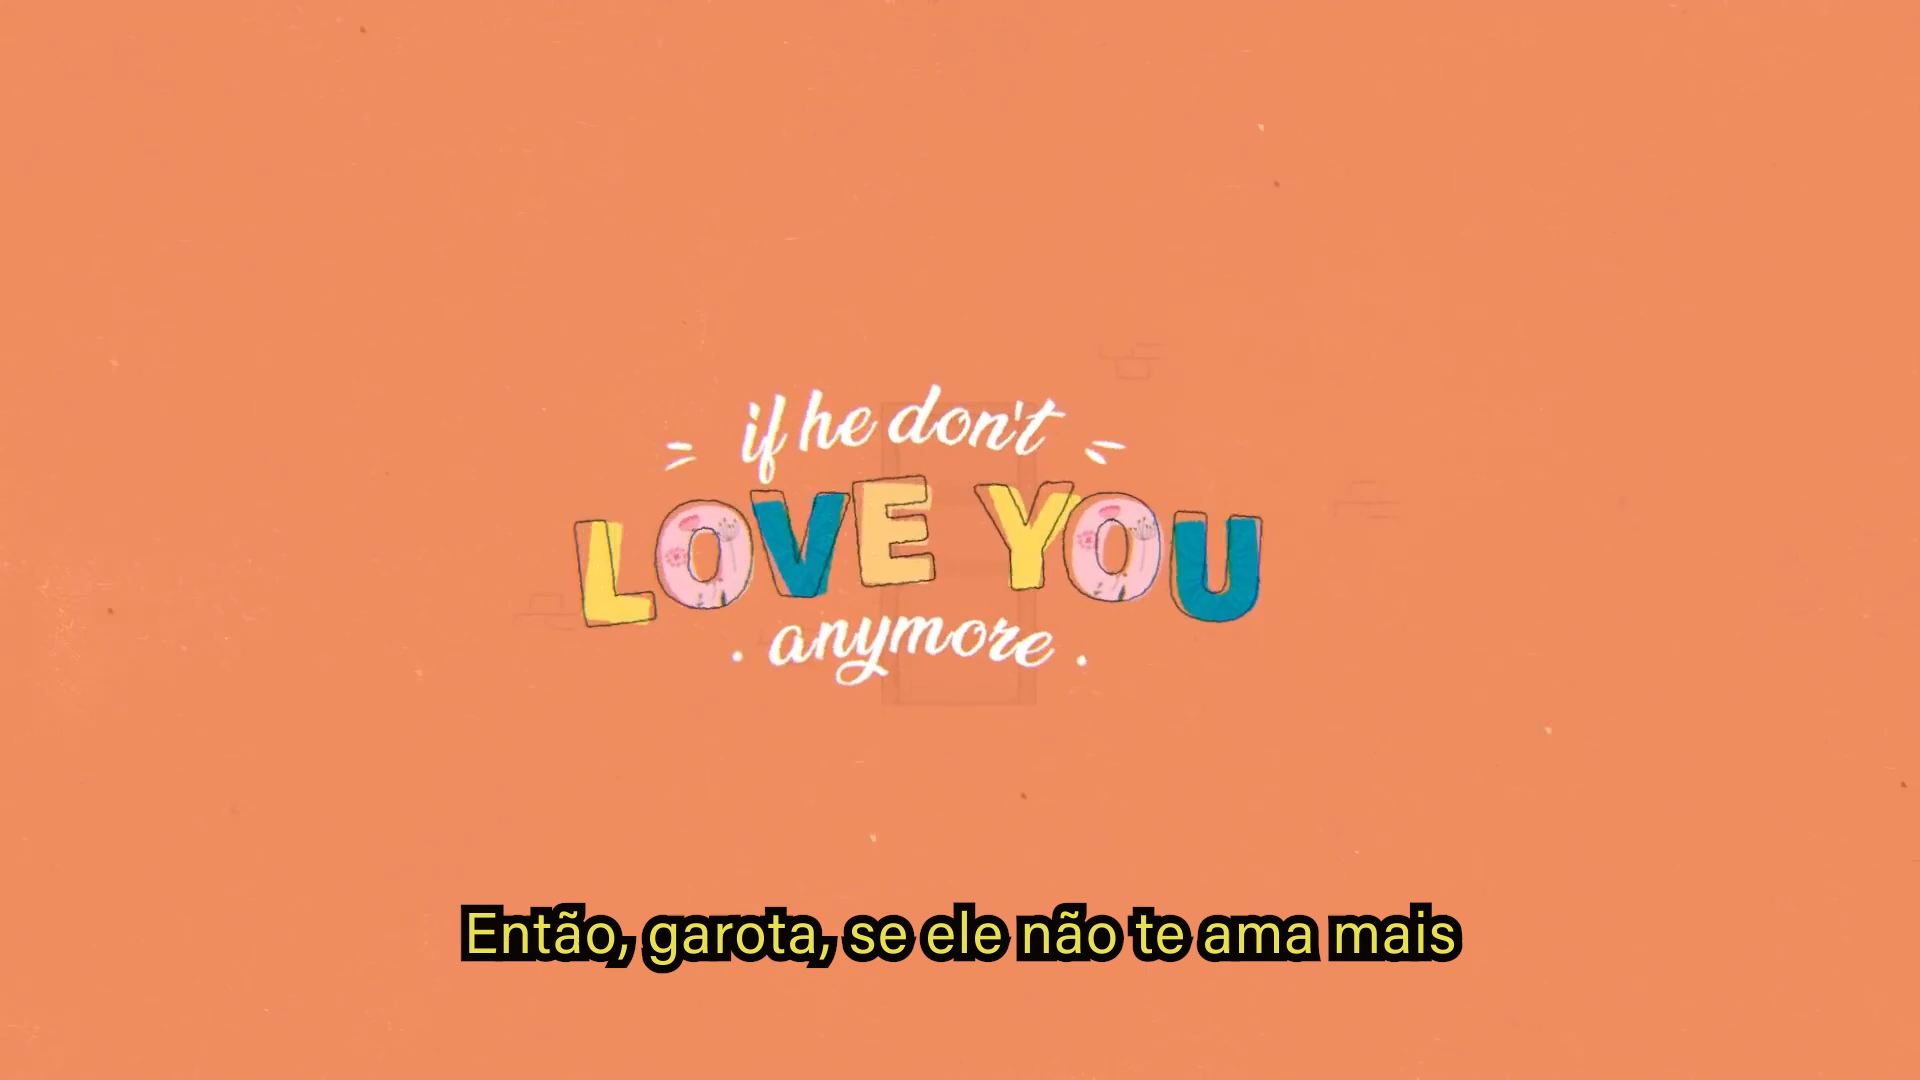 if he don't
LOVE YOU
. anymore .
Então, garota, se ele não te ama mais